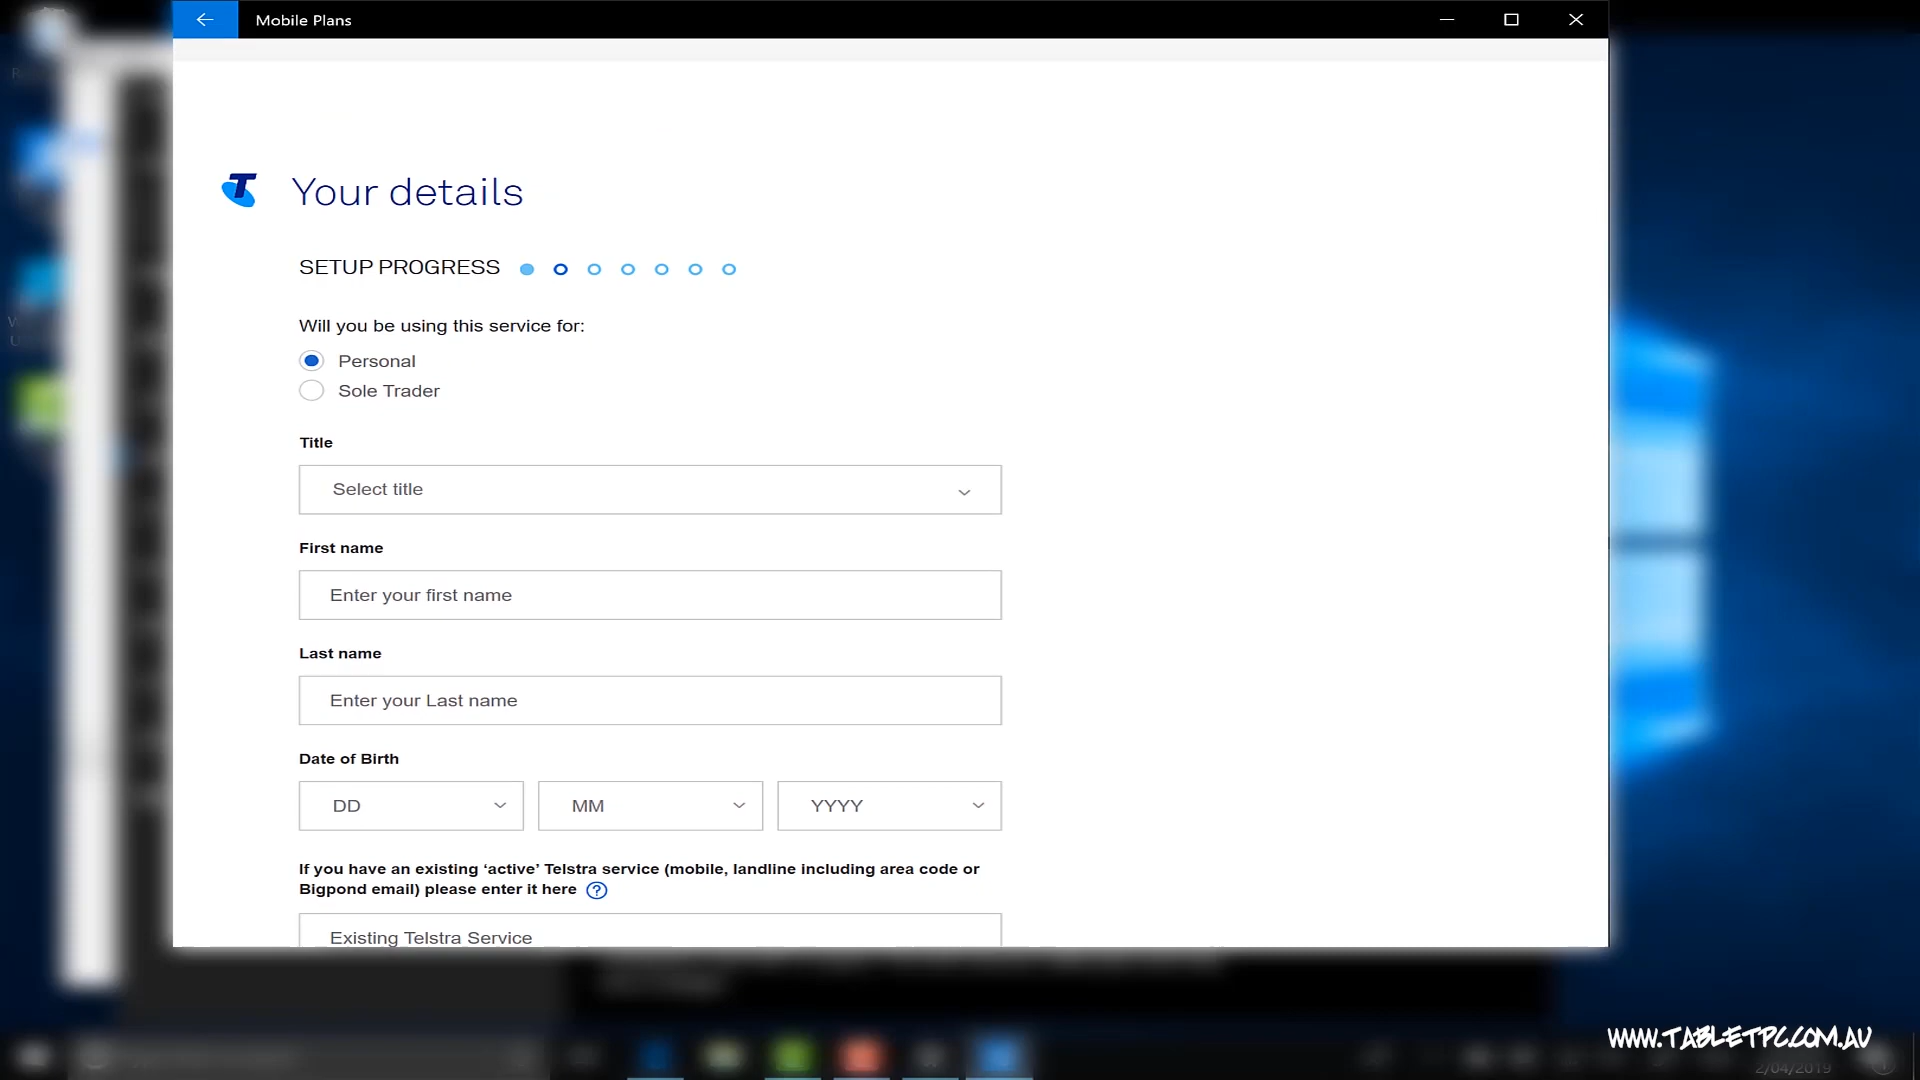 Mobile Plans
Your details
SETUP PROGRESS
Will you be using this service for:
Personal
Sole Trader
Title
Select title
First name
Enter your first name
Last name
Enter your Last name
Date of Birth
DD MM YYYY
If you have an existing ‘active’ Telstra service (mobile, landline including area code or
Bigpond email) please enter it here ?
Existing Telstra Service
WWW.TABLETPC.COM.AU
2/04/2019